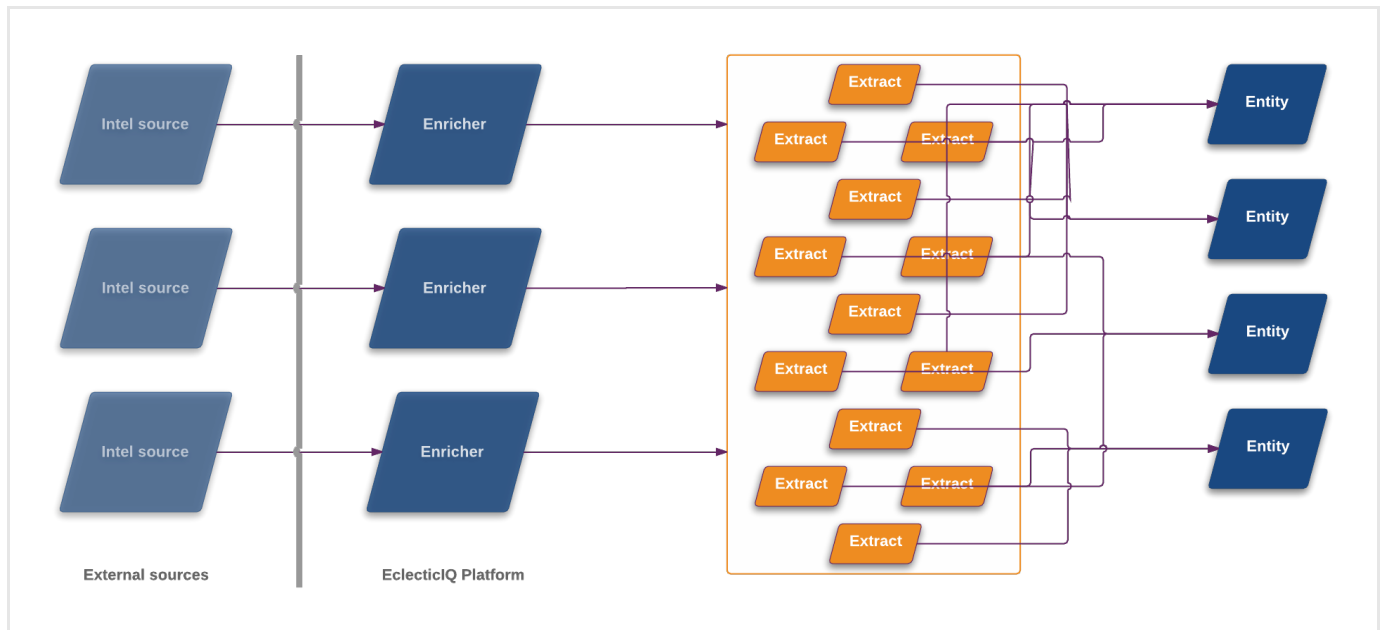 Intel source
Enricher
Extract
Extract
Extract
Extract
Entity
Entity
Intel source
Enricher
Extract
Extract
Extract
Extract
Extract
Entity
Intel source
Enricher
Extract
Extract
Extract
Extract
Entity
External sources
EclecticIQ Platform